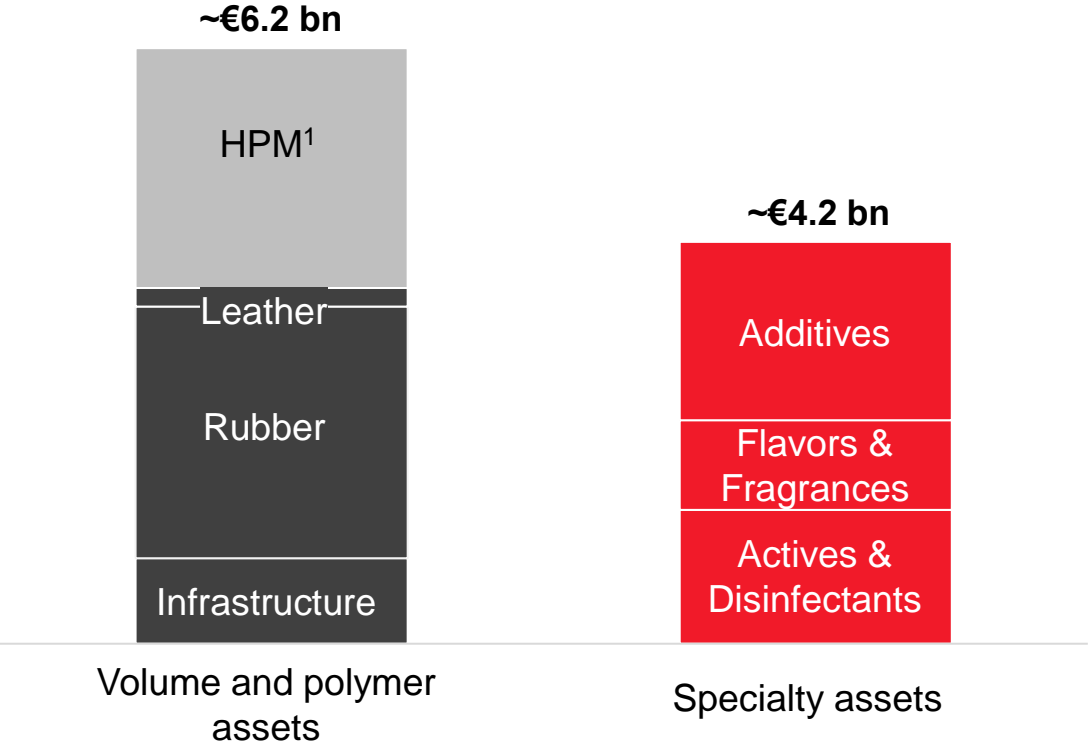 ~€6.2 bn
HPM¹
Leather
Rubber
Infrastructure
Volume and polymer
assets
~€4.2 bn
Additives
Flavors &
Fragrances
Actives &
Disinfectants
Specialty assets